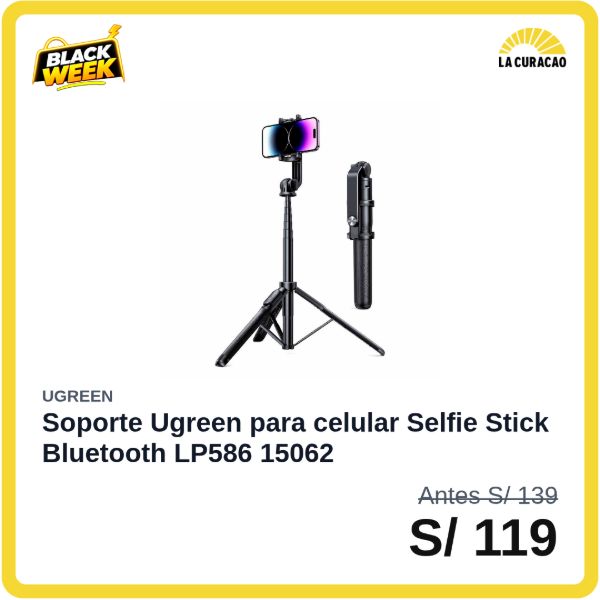 BLACK
WEEK
LA CURACAO
UGREEN
Soporte Ugreen para celular Selfie Stick
Bluetooth LP586 15062
Antes S/ 139
S/ 119